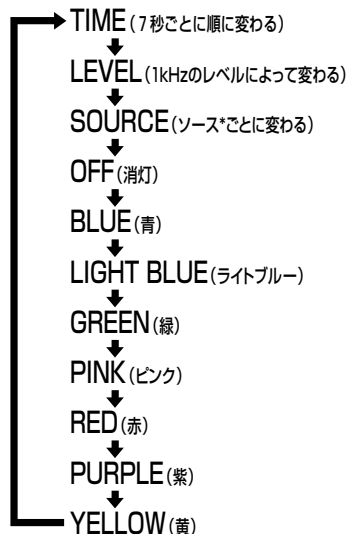 TIME(7秒ごとに順に変わる)
LEVEL(1kHzのレベルによって変わる)
SOURCE(ソース*ごとに変わる)
OFF(消灯)
BLUE(青)
LIGHT BLUE(ライトブルー)
GREEN(緑)
PINK(ピンク)
RED(赤)
PURPLE(紫)
YELLOW(黄)